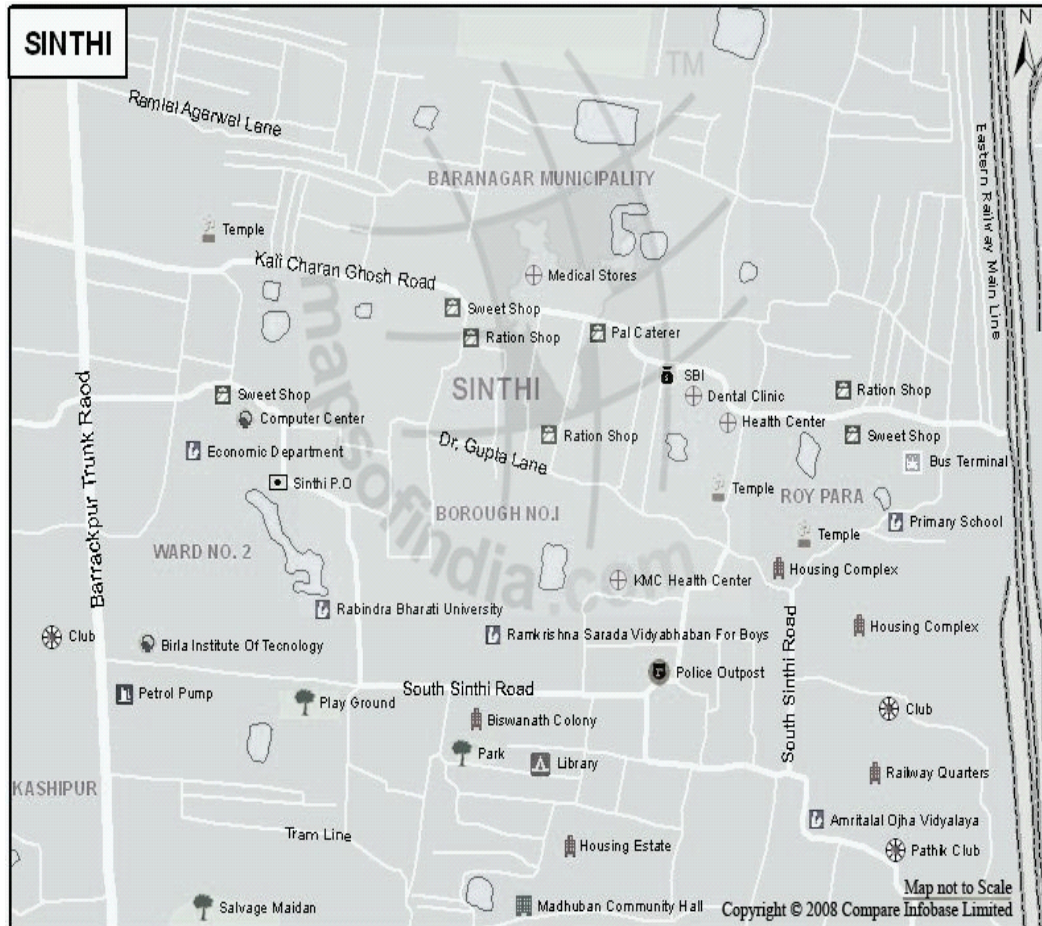 SINTHI
N
TM
Ramlal Agarwal Lane
Eastern Railway Main Line
BARANAGAR MUNICIPALITY
Temple
Kali Charan Ghosh Road
Medical Stores
Sweet Shop
Ration Shop
Pal Caterer
SINTHI
SBI
Dental Clinic
Ration Shop
Sweet Shop
Computer Center
Health Center
Barrackpur Trunk Raod
Economic Department
Dr. Gupta Lane
Ration Shop
Sweet Shop
Bus Terminal
Sinthi P.O
Temple
ROY PARA
mapsofindia.com
BOROUGH NO.I
Primary School
WARD NO. 2
Temple
Housing Complex
KMC Health Center
Rabindra Bharati University
Housing Complex
Club
Birla Institute Of Tecnology
Ramkrishna Sarada Vidyabhaban For Boys
Police Outpost
South Sinthi Road
Petrol Pump
Play Ground
South Sinthi Road
Club
Biswanath Colony
Park
Library
Railway Quarters
KASHIPUR
Amritalal Ojha Vidyalaya
Tram Line
Housing Estate
Pathik Club
Salvage Maidan
Madhuban Community Hall
Map not to Scale
Copyright © 2008 Compare Infobase Limited